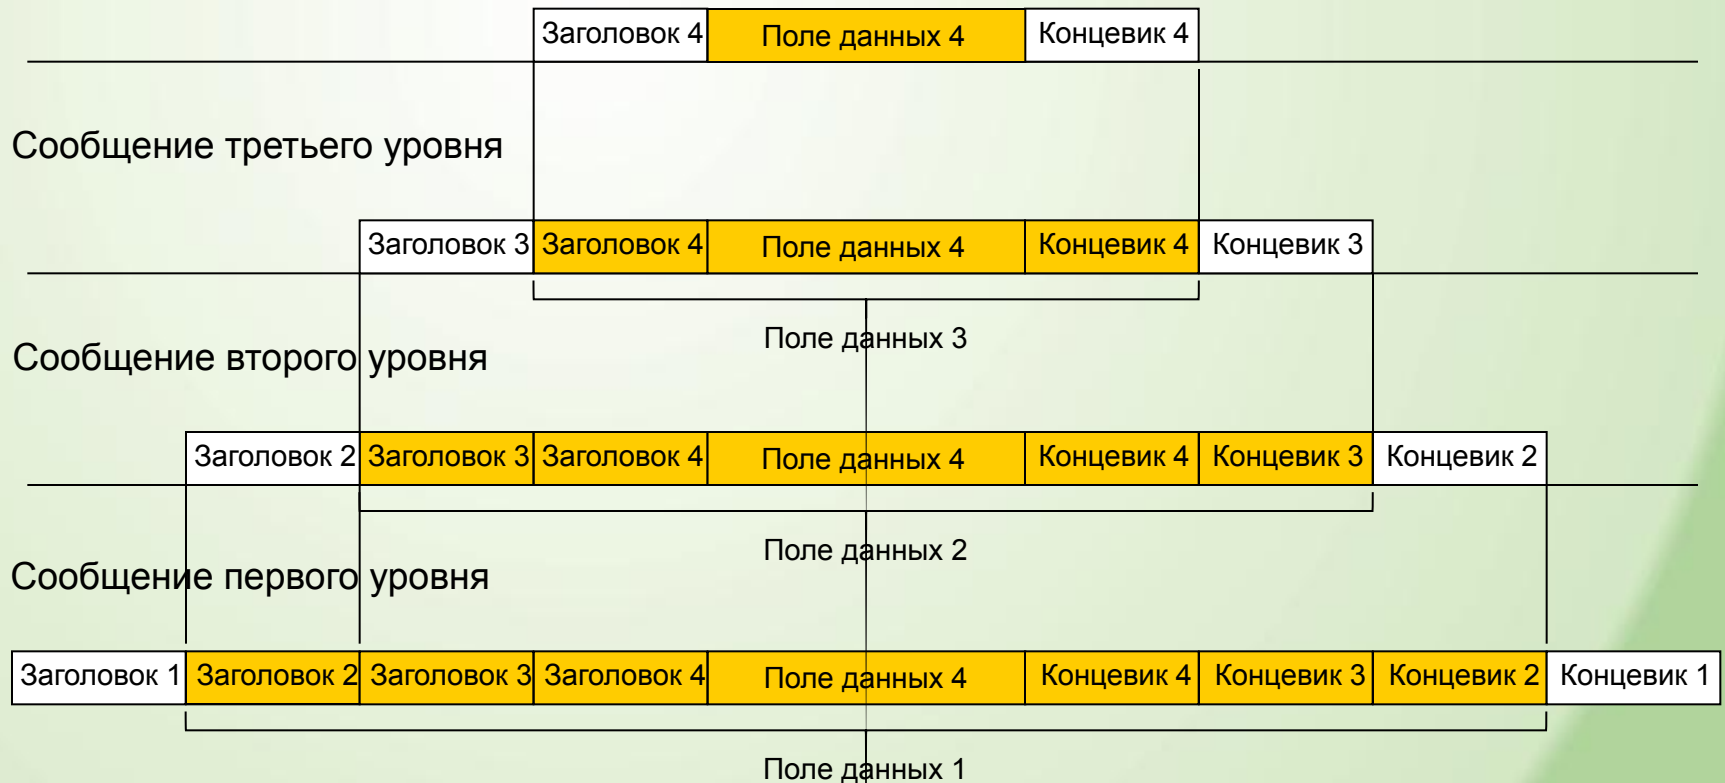 Заголовок 4 Поле данных 4 Концевик 4
Сообщение третьего уровня
Заголовок 3 Заголовок 4 Поле данных 4 Концевик 4 Концевик 3
Поле данных 3
Сообщение второго уровня
Заголовок 2 Заголовок 3 Заголовок 4 Поле данных 4 Концевик 4 Концевик 3 Концевик 2
Поле данных 2
Сообщение первого уровня
Заголовок 1 Заголовок 2 Заголовок 3 Заголовок 4 Поле данных 4 Концевик 4 Концевик 3 Концевик 2 Концевик 1
Поле данных 1